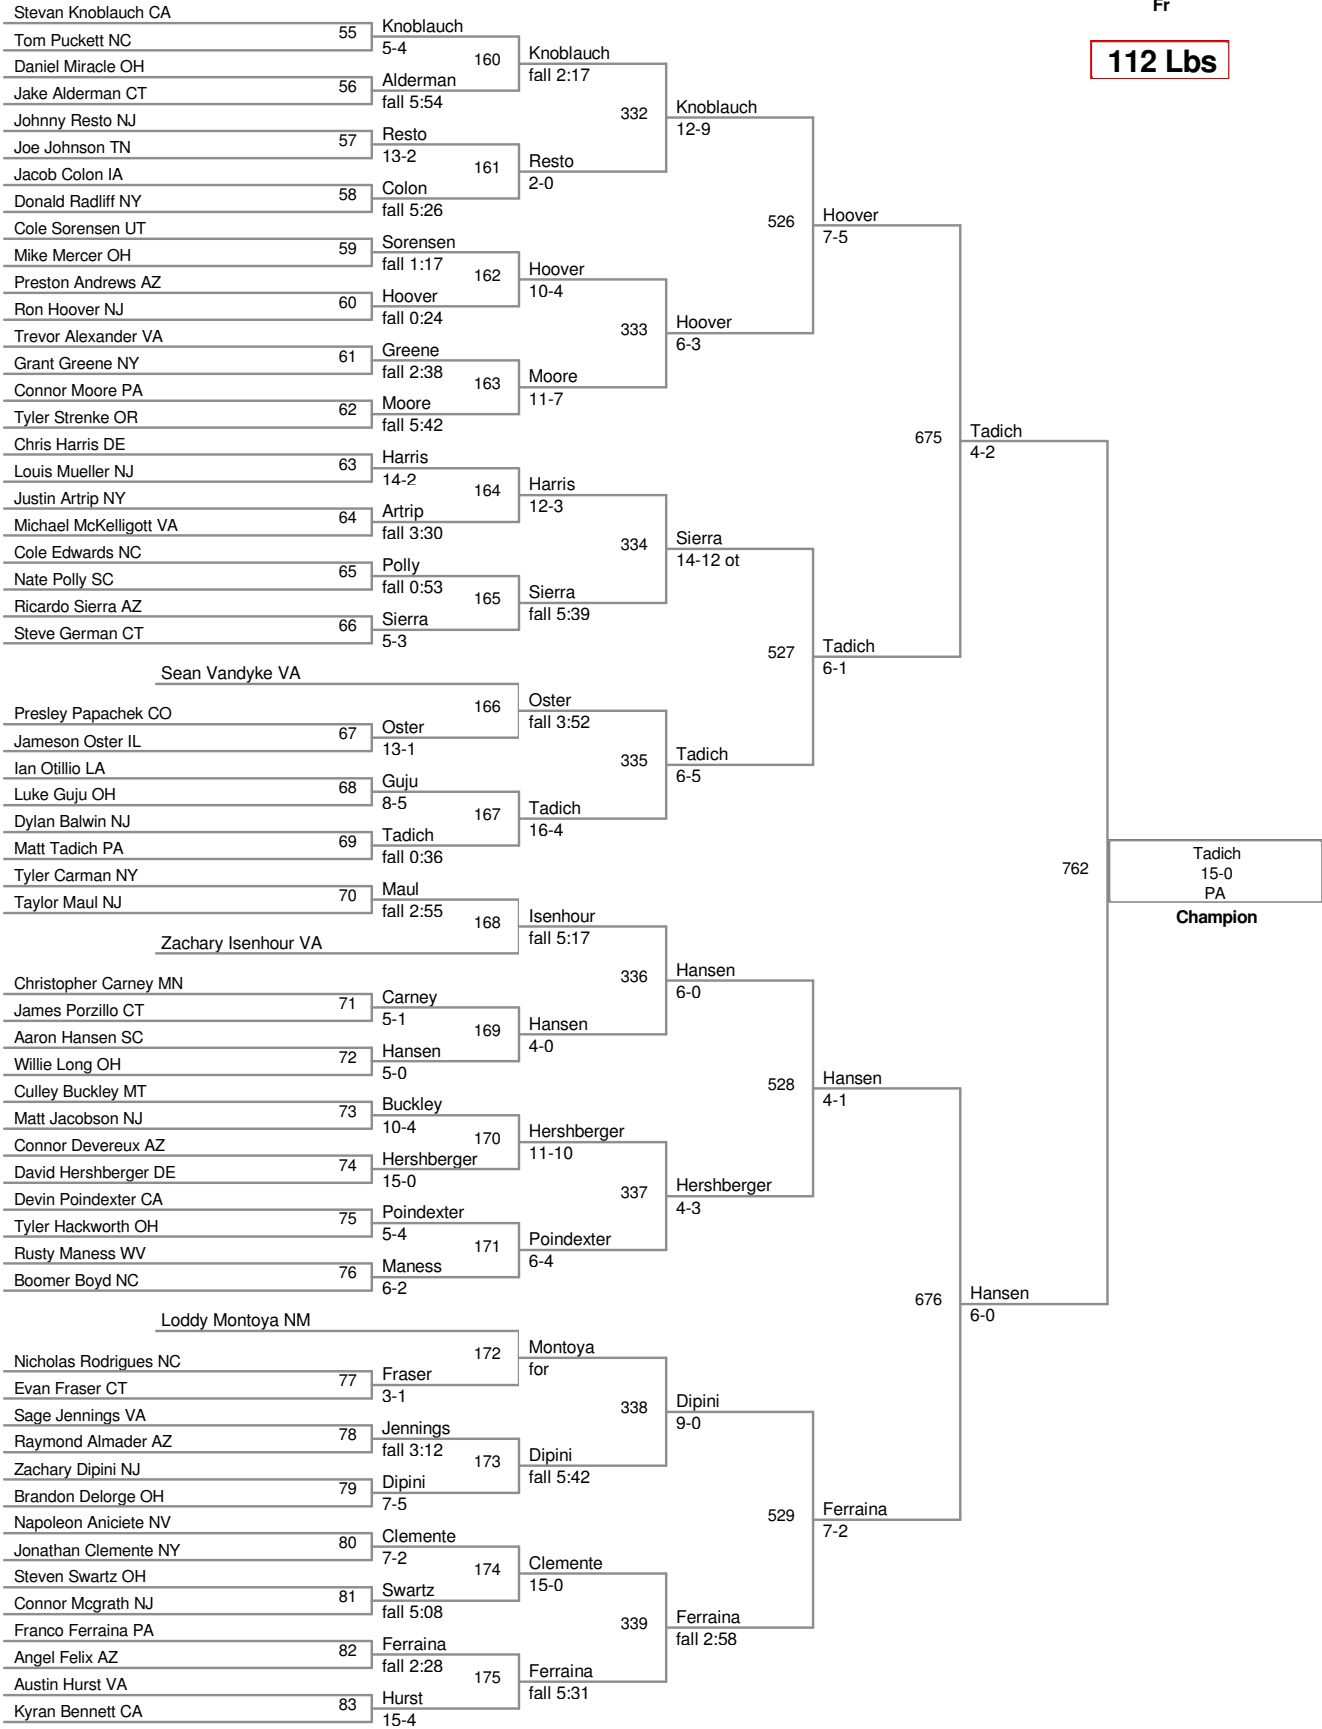 Fr
112 Lbs
Stevan Knoblauch CA
Tom Puckett NC
Daniel Miracle OH
Jake Alderman CT
Johnny Resto NJ
Joe Johnson TN
Jacob Colon IA
Donald Radliff NY
Cole Sorensen UT
Mike Mercer OH
Preston Andrews AZ
Ron Hoover NJ
Trevor Alexander VA
Grant Greene NY
Connor Moore PA
Tyler Strenke OR
Chris Harris DE
Louis Mueller NJ
Justin Artrip NY
Michael McKelligott VA
Cole Edwards NC
Nate Polly SC
Ricardo Sierra AZ
Steve German CT
Sean Vandyke VA
Presley Papachek CO
Jameson Oster IL
Ian Otillio LA
Luke Guju OH
Dylan Balwin NJ
Matt Tadich PA
Tyler Carman NY
Taylor Maul NJ
Zachary Isenhour VA
Christopher Carney MN
James Porzillo CT
Aaron Hansen SC
Willie Long OH
Culley Buckley MT
Matt Jacobson NJ
Connor Devereux AZ
David Hershberger DE
Devin Poindexter CA
Tyler Hackworth OH
Rusty Maness WV
Boomer Boyd NC
Loddy Montoya NM
Nicholas Rodrigues NC
Evan Fraser CT
Sage Jennings VA
Raymond Almader AZ
Zachary Dipini NJ
Brandon Delorge OH
Napoleon Aniciete NV
Jonathan Clemente NY
Steven Swartz OH
Connor Mcgrath NJ
Franco Ferraina PA
Angel Felix AZ
Austin Hurst VA
Kyran Bennett CA
55
Knoblauch
5-4
56
Alderman
fall 5:54
57
Resto
13-2
58
Colon
fall 5:26
59
Sorensen
fall 1:17
60
Hoover
fall 0:24
61
Greene
fall 2:38
62
Moore
fall 5:42
63
Harris
14-2
64
Artrip
fall 3:30
65
Polly
fall 0:53
66
Sierra
5-3
67
Oster
13-1
68
Guju
8-5
69
Tadich
fall 0:36
70
Maul
fall 2:55
71
Carney
5-1
72
Hansen
5-0
73
Buckley
10-4
74
Hershberger
15-0
75
Poindexter
5-4
76
Maness
6-2
77
Fraser
3-1
78
Jennings
fall 3:12
79
Dipini
7-5
80
Clemente
7-2
81
Swartz
fall 5:08
82
Ferraina
fall 2:28
83
Hurst
15-4
160
Knoblauch
fall 2:17
161
Resto
2-0
162
Hoover
10-4
163
Moore
11-7
164
Harris
12-3
165
Sierra
fall 5:39
166
Oster
fall 3:52
167
Tadich
16-4
168
Isenhour
fall 5:17
169
Hansen
4-0
170
Hershberger
11-10
171
Poindexter
6-4
172
Montoya
for
173
Dipini
fall 5:42
174
Clemente
15-0
175
Ferraina
fall 5:31
332
Knoblauch
12-9
333
Hoover
6-3
334
Sierra
14-12 ot
335
Tadich
6-5
336
Hansen
6-0
337
Hershberger
4-3
338
Dipini
9-0
339
Ferraina
fall 2:58
526
Hoover
7-5
527
Tadich
6-1
528
Hansen
4-1
529
Ferraina
7-2
675
Tadich
4-2
676
Hansen
6-0
762
Tadich
15-0
PA
Champion